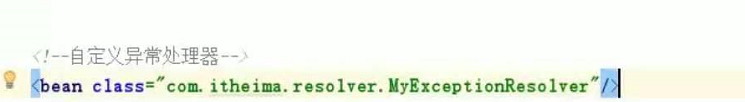 <!--自定义异常处理器-->
<bean class="com.itheima.resolver.MyExceptionResolver"/>